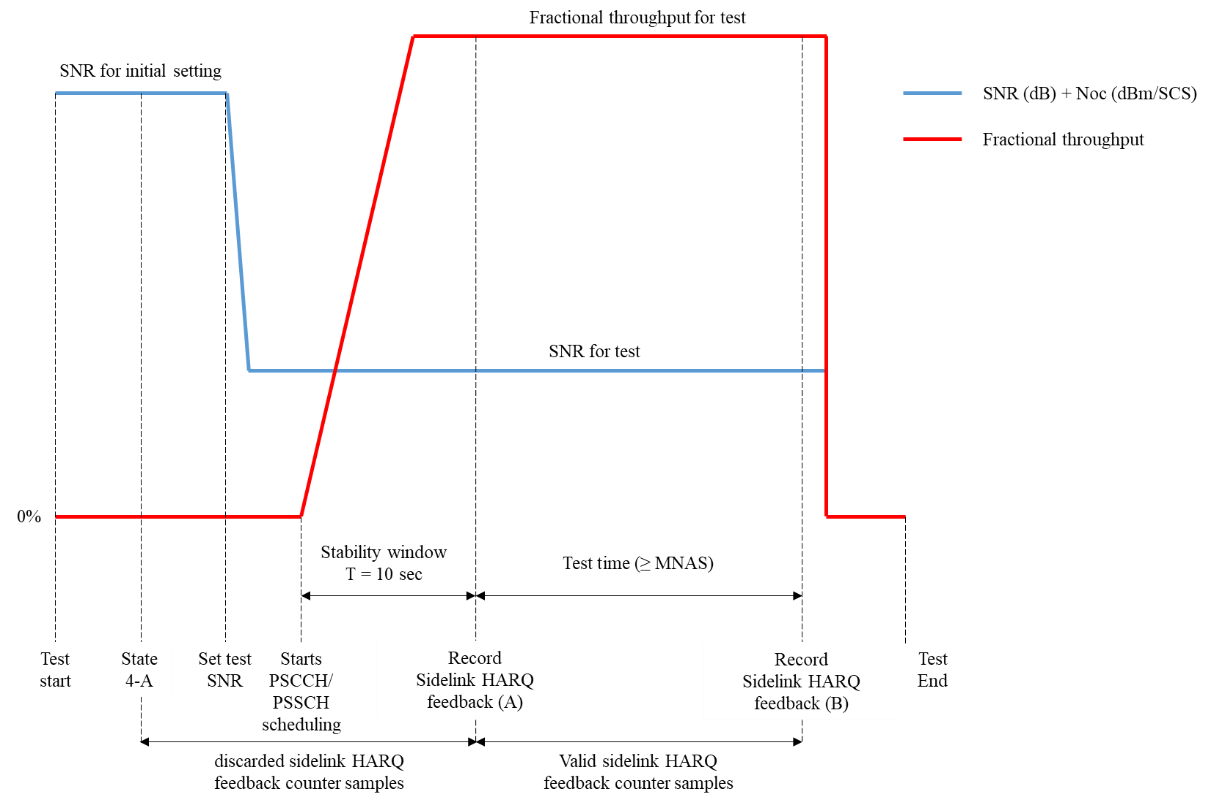 Fractional throughput for test
SNR for initial setting
SNR (dB) + Noc (dBm/SCS)
Fractional throughput
SNR for test
0%
Stability window
T = 10 sec
Test time (≥ MNAS)
Test
start
State
4-A
Set test
SNR
Starts
PSCCH/
PSSCH
scheduling
Record
Sidelink HARQ
feedback (A)
Record
Sidelink HARQ
feedback (B)
Test
End
discarded sidelink HARQ
feedback counter samples
Valid sidelink HARQ
feedback counter samples